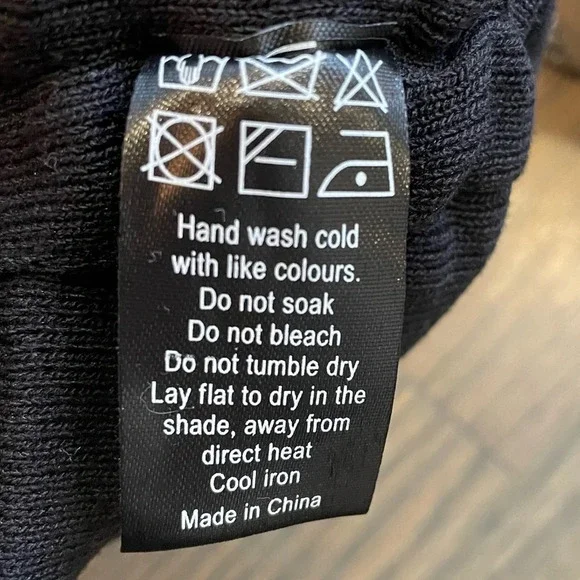 Hand wash cold
with like colours.
Do not soak
Do not bleach
Do not tumble dry
Lay flat to dry in the
shade, away from
direct heat
Cool iron
Made in China